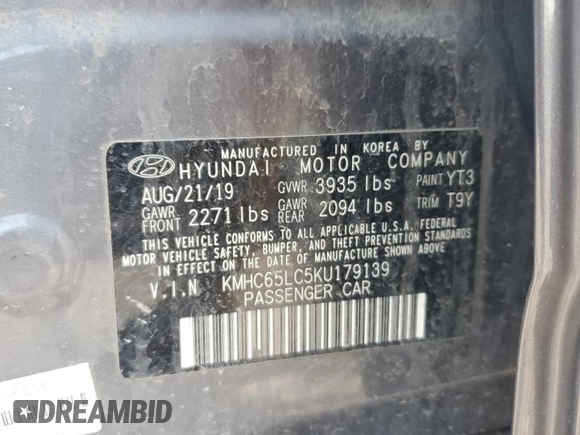 MANUFACTURED IN KOREA BY
HYUNDAI MOTOR COMPANY
AUG/21/19 GVWR 3935 lbs PAINT YT3
GAWR FRONT 2271 lbs GAWR REAR 2094 lbs TRIM T9Y
THIS VEHICLE CONFORMS TO ALL APPLICABLE U.S.A. FEDERAL
MOTOR VEHICLE SAFETY, BUMPER, AND THEFT PREVENTION STANDARDS
IN EFFECT ON THE DATE OF MANUFACTURE SHOWN ABOVE.
V.I.N KMHC65LC5KU179139
PASSENGER CAR
DREAMBID